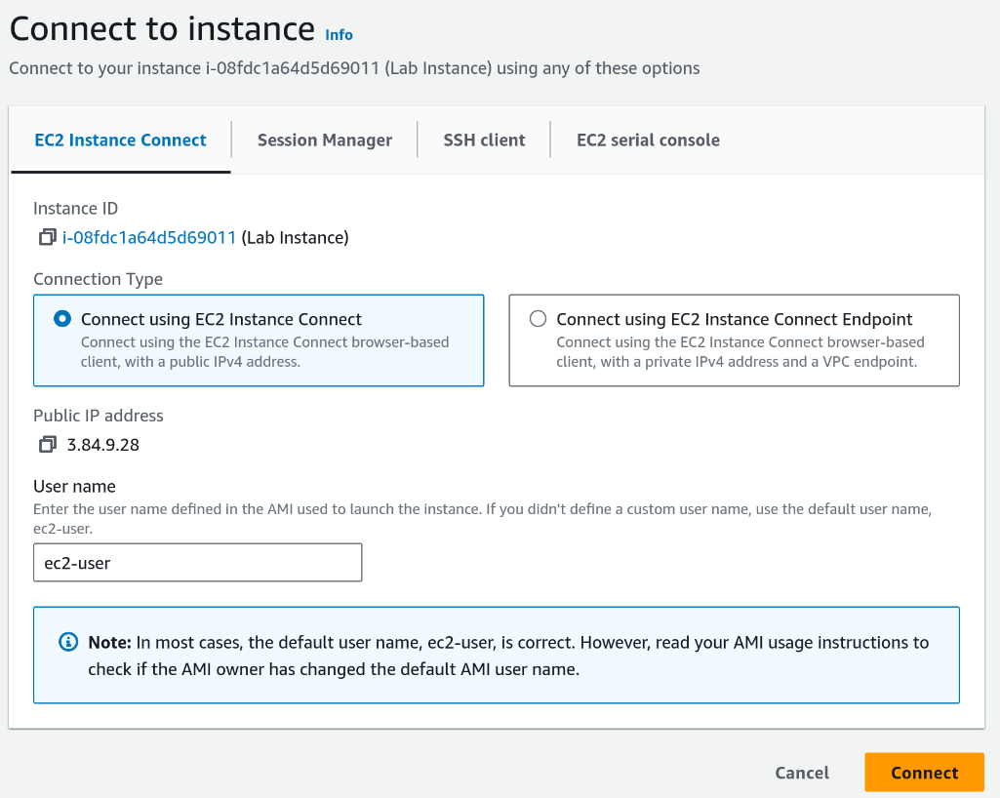 Connect to instance Info
Connect to your instance i-08fdc1a64d5d69011 (Lab Instance) using any of these options
EC2 Instance Connect
Session Manager
SSH client
EC2 serial console
Instance ID
i-08fdc1a64d5d69011 (Lab Instance)
Connection Type
Connect using EC2 Instance Connect
Connect using the EC2 Instance Connect browser-based
client, with a public IPv4 address.
Connect using EC2 Instance Connect Endpoint
Connect using the EC2 Instance Connect browser-based
client, with a private IPv4 address and a VPC endpoint.
Public IP address
3.84.9.28
User name
Enter the user name defined in the AMI used to launch the instance. If you didn't define a custom user name, use the default user name,
ec2-user.
ec2-user
Note: In most cases, the default user name, ec2-user, is correct. However, read your AMI usage instructions to
check if the AMI owner has changed the default AMI user name.
Cancel
Connect